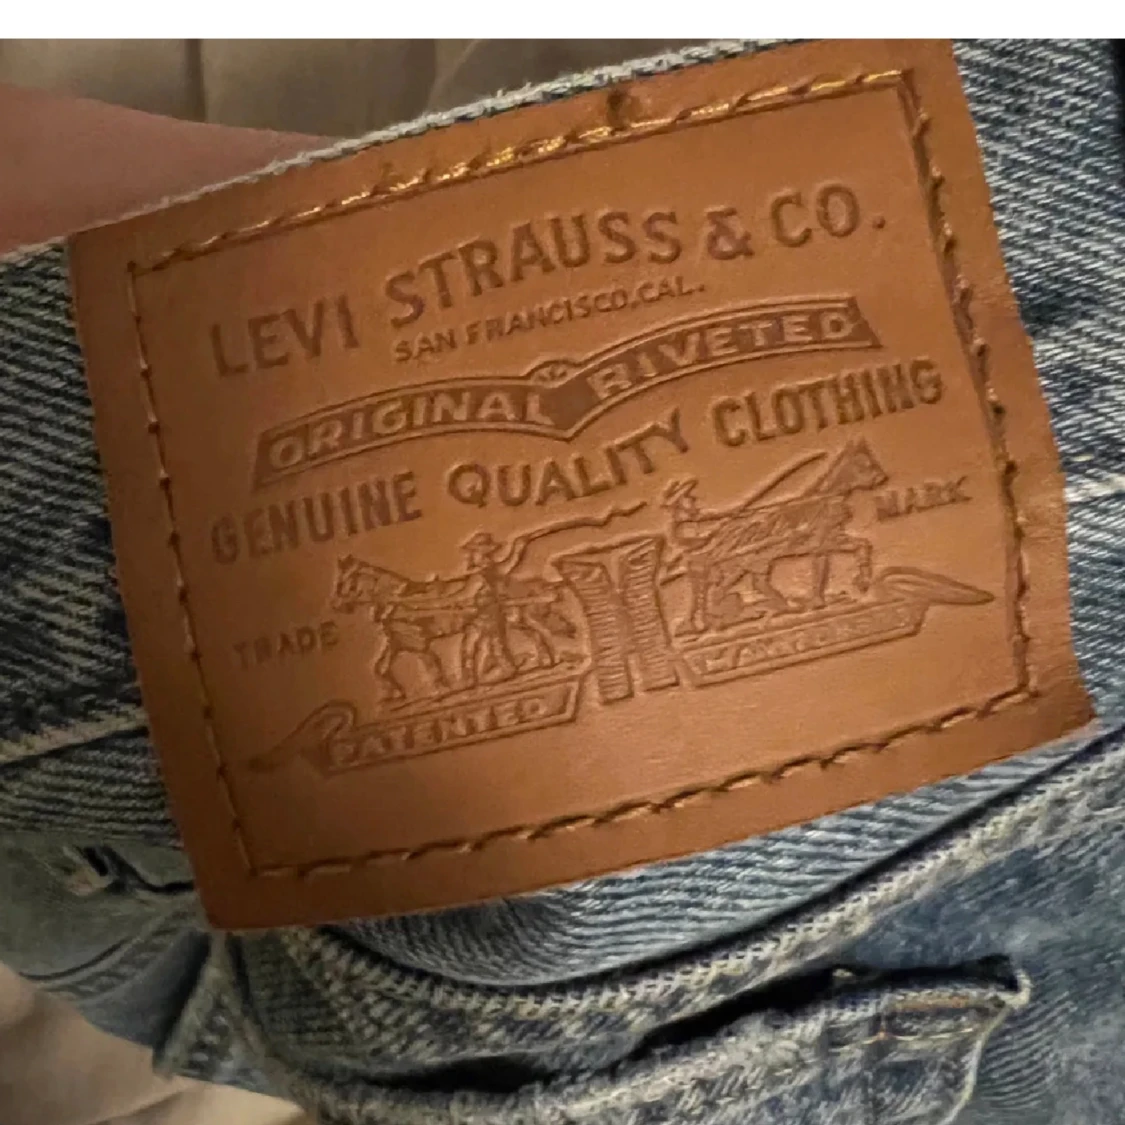 LEVI STRAUSS & CO.
SAN FRANCISCO, CAL.
ORIGINAL RIVETED
GENUINE QUALITY CLOTHING
TRADE MARK
PATENTED